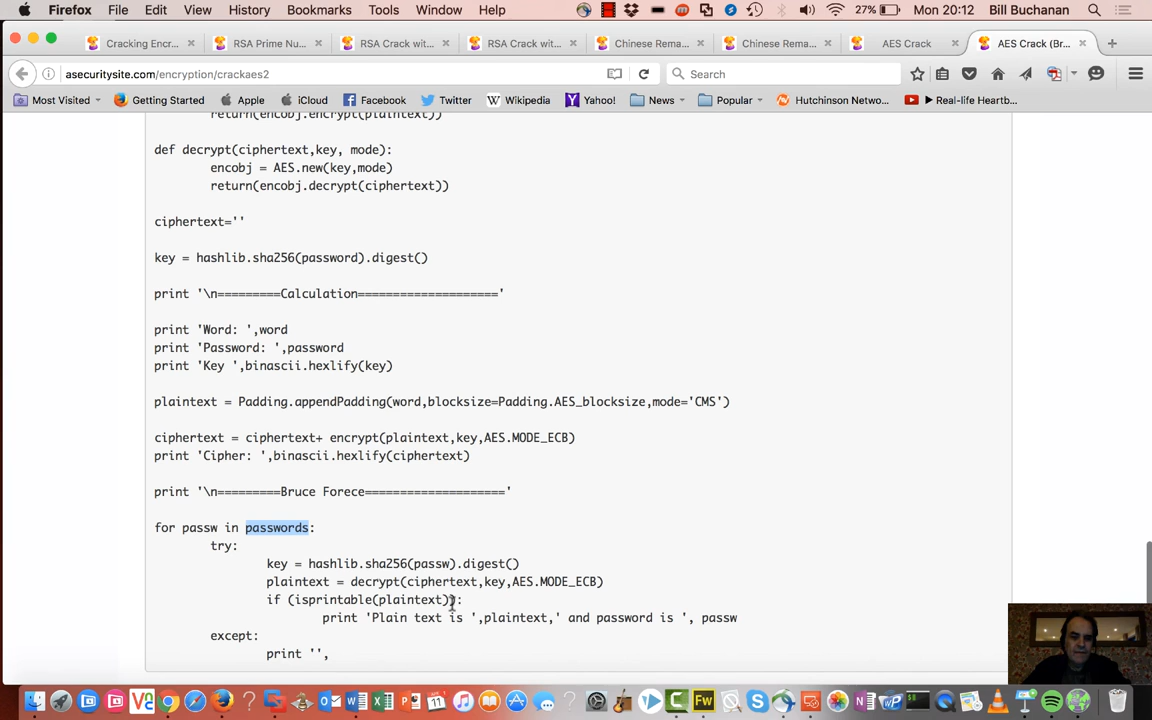 Firefox File Edit View History Bookmarks Tools Window Help 27% Mon 20:12 Bill Buchanan
Cracking Encr... × RSA Prime Nu... × RSA Crack wit... × RSA Crack wit... × Chinese Rema... × Chinese Rema... × AES Crack × AES Crack (Br... ×
asecuritysite.com/encryption/crackaes2 Search
Most Visited Getting Started Apple iCloud Facebook Twitter Wikipedia Yahoo! News Popular Hutchinson Netwo... ▶ Real-life Heartb...
return(encobj.encrypt(plaintext))
def decrypt(ciphertext,key, mode):
encobj = AES.new(key,mode)
return(encobj.decrypt(ciphertext))
ciphertext=''
key = hashlib.sha256(password).digest()
print '\n=========Calculation===================='
print 'Word: ',word
print 'Password: ',password
print 'Key ',binascii.hexlify(key)
plaintext = Padding.appendPadding(word,blocksize=Padding.AES_blocksize,mode='CMS')
ciphertext = ciphertext+ encrypt(plaintext,key,AES.MODE_ECB)
print 'Cipher: ',binascii.hexlify(ciphertext)
print '\n=========Bruce Forece===================='
for passw in passwords:
try:
key = hashlib.sha256(passw).digest()
plaintext = decrypt(ciphertext,key,AES.MODE_ECB)
if (isprintable(plaintext)):
print 'Plain text is ',plaintext,' and password is ', passw
except:
print '',